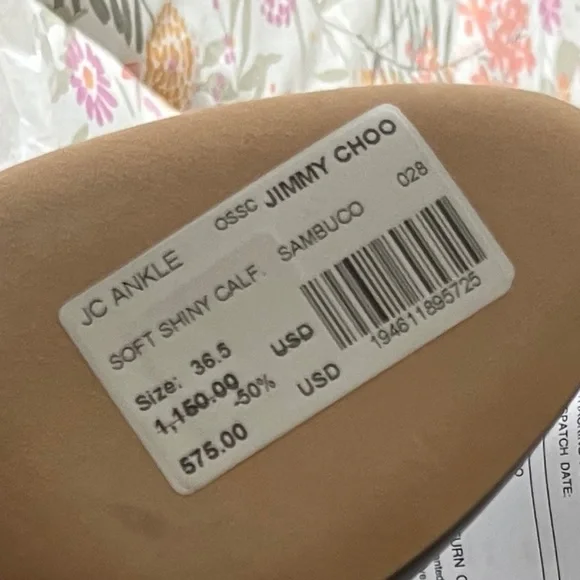 JC ANKLE OSSC JIMMY CHOO
SOFT SHINY CALF. SAMBUCO 028
Size: 36.5
1,150.00 USD
-50%
575.00 USD
194611895725
PATCH DATE:
URN